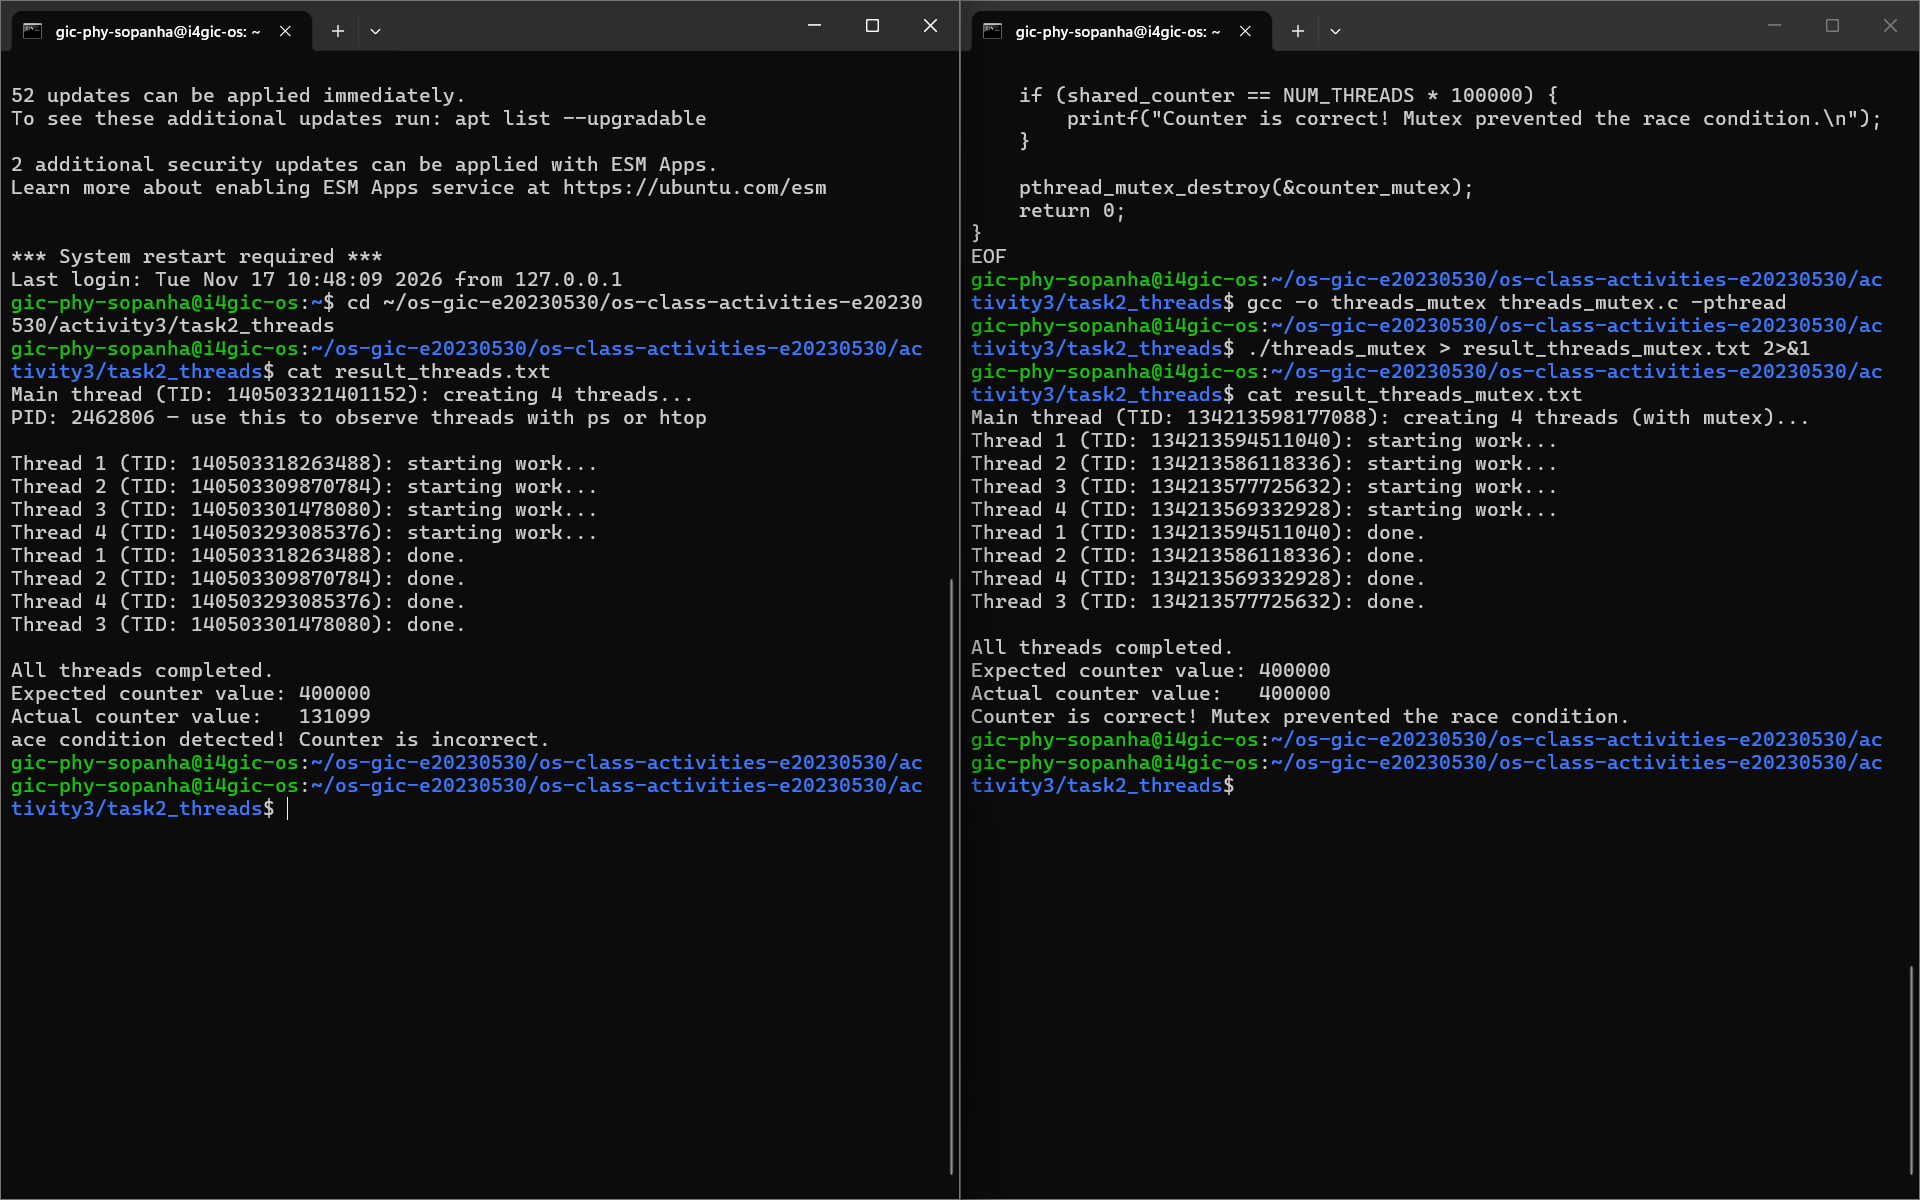 gic-phy-sopanha@i4gic-os: ~
52 updates can be applied immediately.
To see these additional updates run: apt list --upgradable
2 additional security updates can be applied with ESM Apps.
Learn more about enabling ESM Apps service at https://ubuntu.com/esm
*** System restart required ***
Last login: Tue Nov 17 10:48:09 2026 from 127.0.0.1
gic-phy-sopanha@i4gic-os:~$ cd ~/os-gic-e20230530/os-class-activities-e20230
530/activity3/task2_threads
gic-phy-sopanha@i4gic-os:~/os-gic-e20230530/os-class-activities-e20230530/ac
tivity3/task2_threads$ cat result_threads.txt
Main thread (TID: 140503321401152): creating 4 threads...
PID: 2462806 — use this to observe threads with ps or htop
Thread 1 (TID: 140503318263488): starting work...
Thread 2 (TID: 140503309870784): starting work...
Thread 3 (TID: 140503301478080): starting work...
Thread 4 (TID: 140503293085376): starting work...
Thread 1 (TID: 140503318263488): done.
Thread 2 (TID: 140503309870784): done.
Thread 4 (TID: 140503293085376): done.
Thread 3 (TID: 140503301478080): done.
All threads completed.
Expected counter value: 400000
Actual counter value:   131099
ace condition detected! Counter is incorrect.
gic-phy-sopanha@i4gic-os:~/os-gic-e20230530/os-class-activities-e20230530/ac
gic-phy-sopanha@i4gic-os:~/os-gic-e20230530/os-class-activities-e20230530/ac
tivity3/task2_threads$
gic-phy-sopanha@i4gic-os: ~
    if (shared_counter == NUM_THREADS * 100000) {
        printf("Counter is correct! Mutex prevented the race condition.\n");
    }
    pthread_mutex_destroy(&counter_mutex);
    return 0;
}
EOF
gic-phy-sopanha@i4gic-os:~/os-gic-e20230530/os-class-activities-e20230530/ac
tivity3/task2_threads$ gcc -o threads_mutex threads_mutex.c -pthread
gic-phy-sopanha@i4gic-os:~/os-gic-e20230530/os-class-activities-e20230530/ac
tivity3/task2_threads$ ./threads_mutex > result_threads_mutex.txt 2>&1
gic-phy-sopanha@i4gic-os:~/os-gic-e20230530/os-class-activities-e20230530/ac
tivity3/task2_threads$ cat result_threads_mutex.txt
Main thread (TID: 134213598177088): creating 4 threads (with mutex)...
Thread 1 (TID: 134213594511040): starting work...
Thread 2 (TID: 134213586118336): starting work...
Thread 3 (TID: 134213577725632): starting work...
Thread 4 (TID: 134213569332928): starting work...
Thread 1 (TID: 134213594511040): done.
Thread 2 (TID: 134213586118336): done.
Thread 4 (TID: 134213569332928): done.
Thread 3 (TID: 134213577725632): done.
All threads completed.
Expected counter value: 400000
Actual counter value:   400000
Counter is correct! Mutex prevented the race condition.
gic-phy-sopanha@i4gic-os:~/os-gic-e20230530/os-class-activities-e20230530/ac
gic-phy-sopanha@i4gic-os:~/os-gic-e20230530/os-class-activities-e20230530/ac
tivity3/task2_threads$